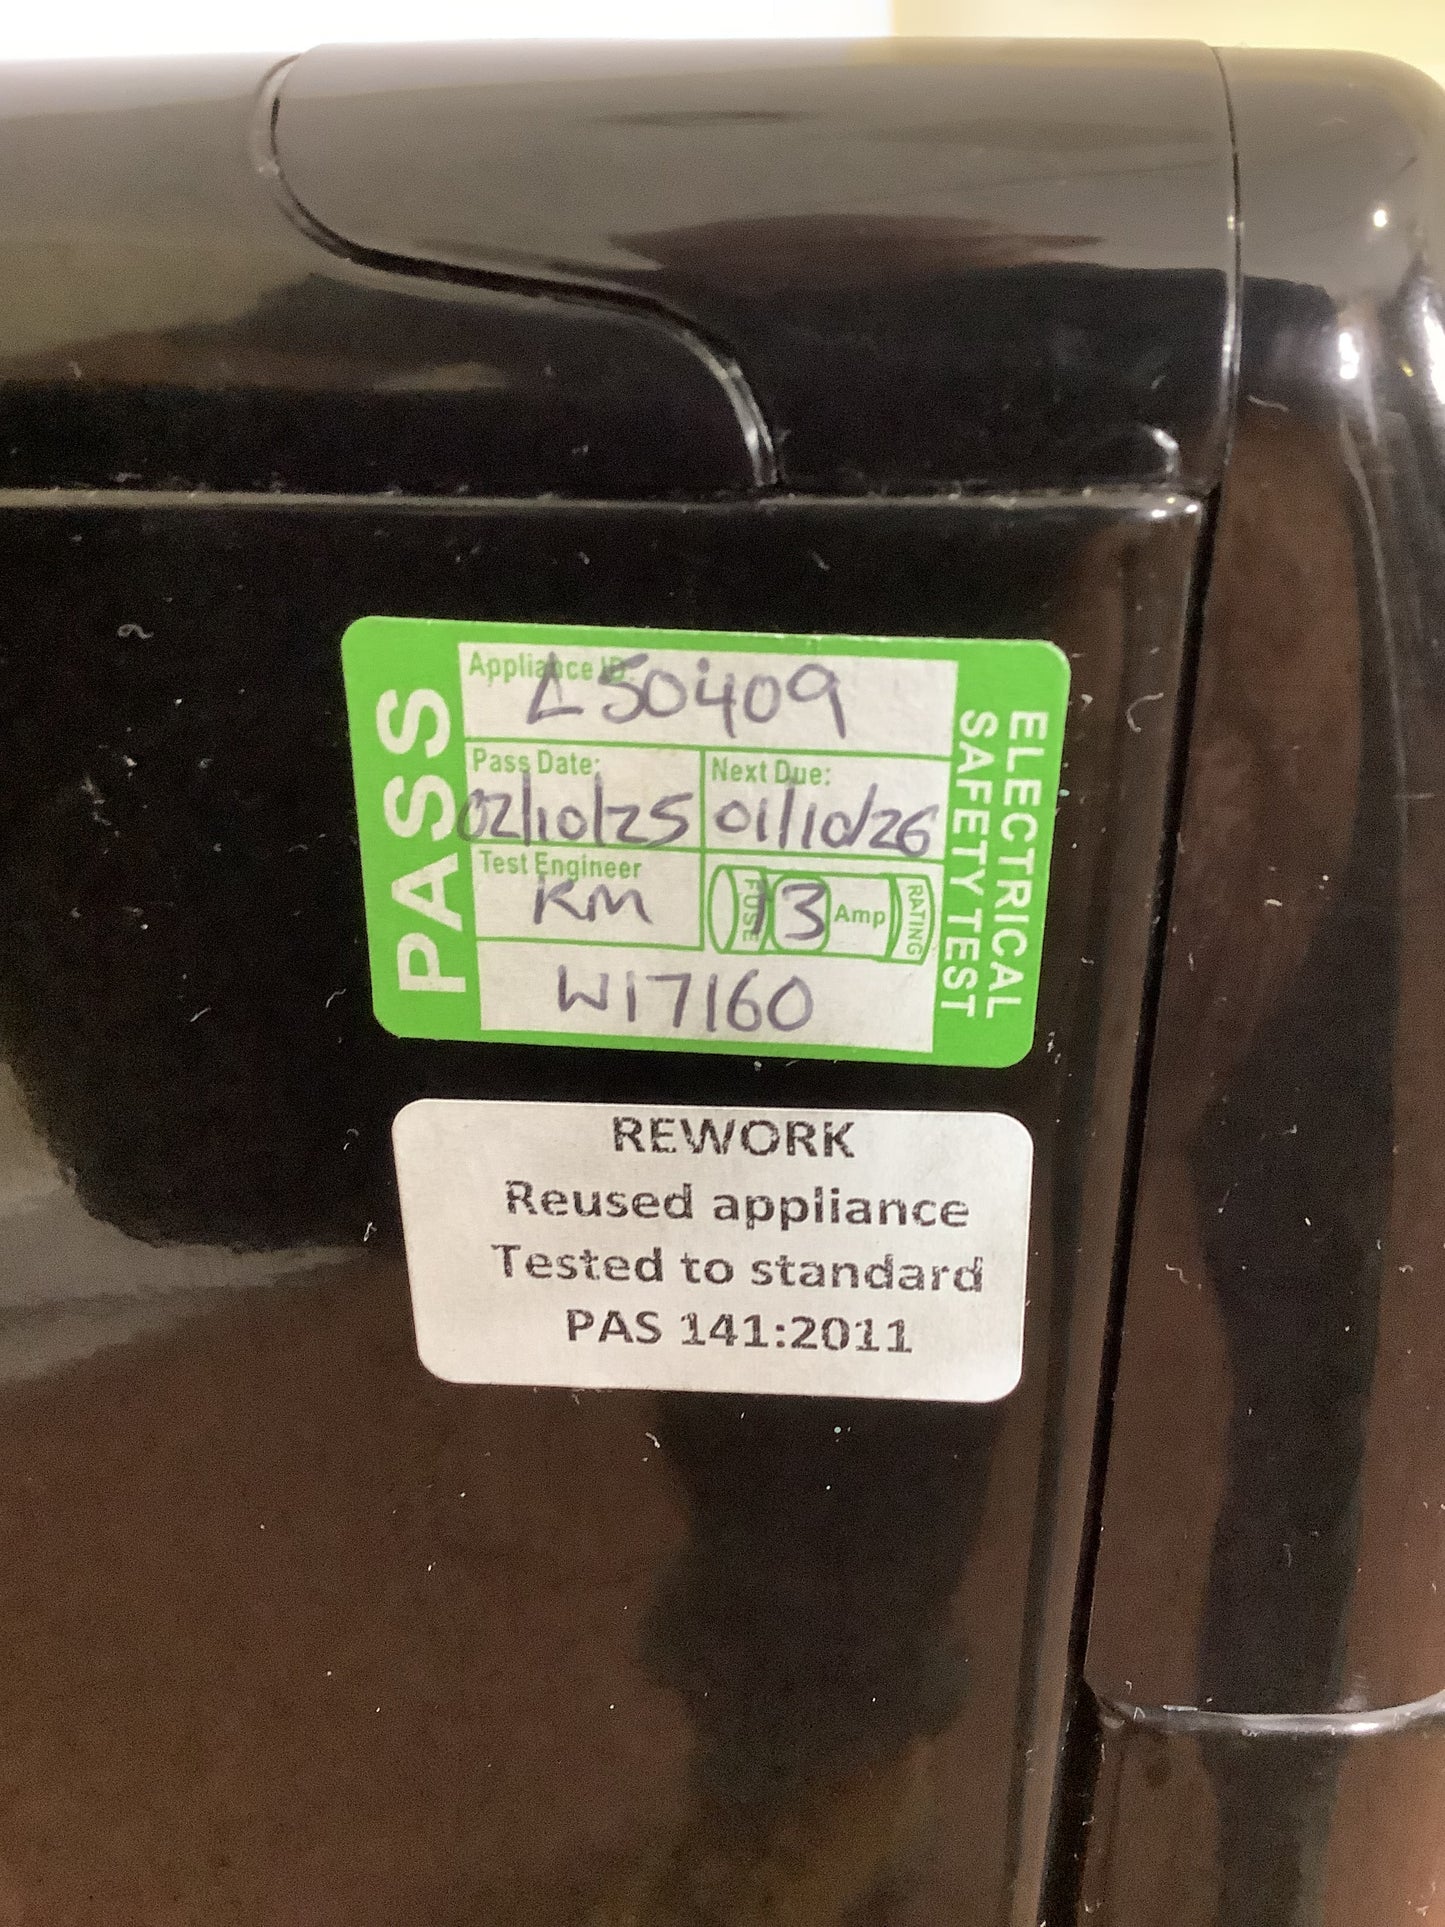 PASS
Appliance ID:
L50409
Pass Date:
02/10/25
Next Due:
01/10/26
Test Engineer
KM
FUSE
13
Amp
RATING
W17160
ELECTRICAL
SAFETY TEST
REWORK
Reused appliance
Tested to standard
PAS 141:2011